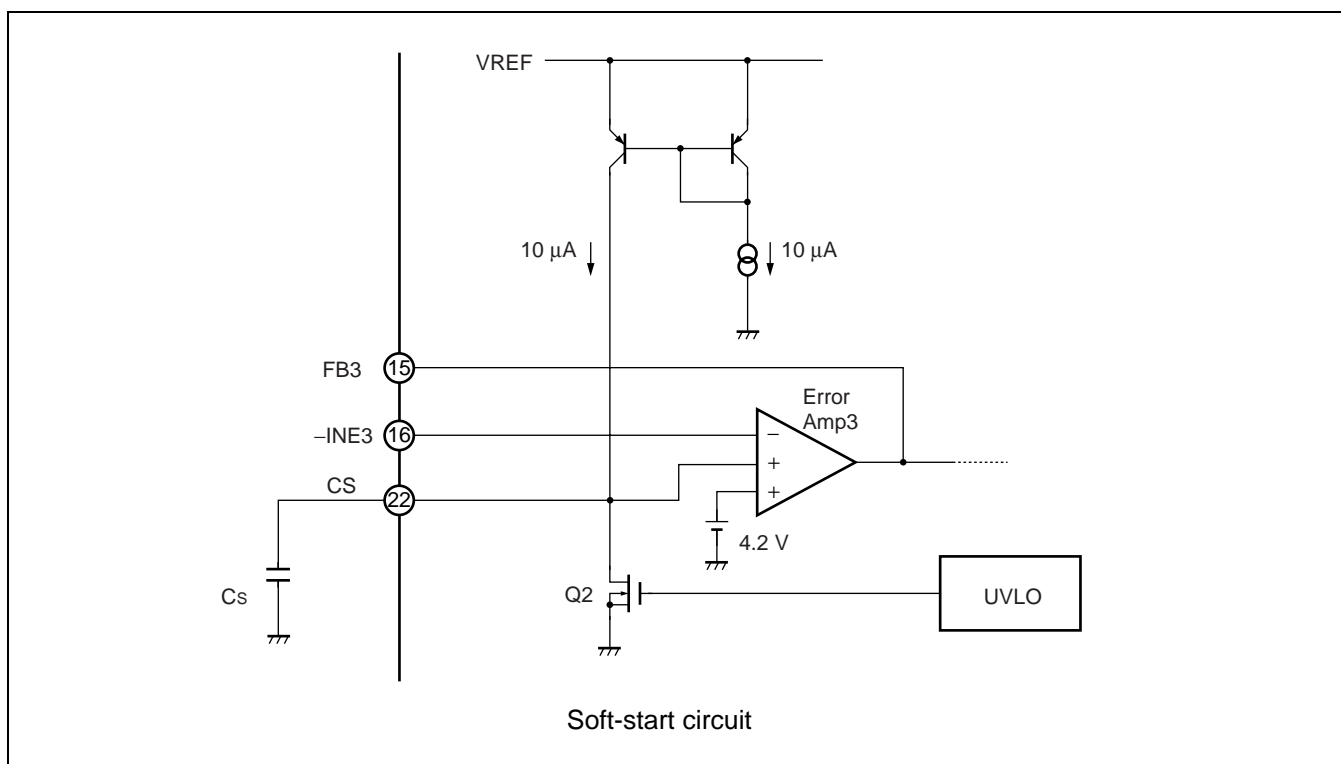 VREF
10 μA
10 μA
FB3
15
Error
Amp3
–INE3
16
−
+
+
CS
22
4.2 V
Cs
Q2
UVLO
Soft-start circuit